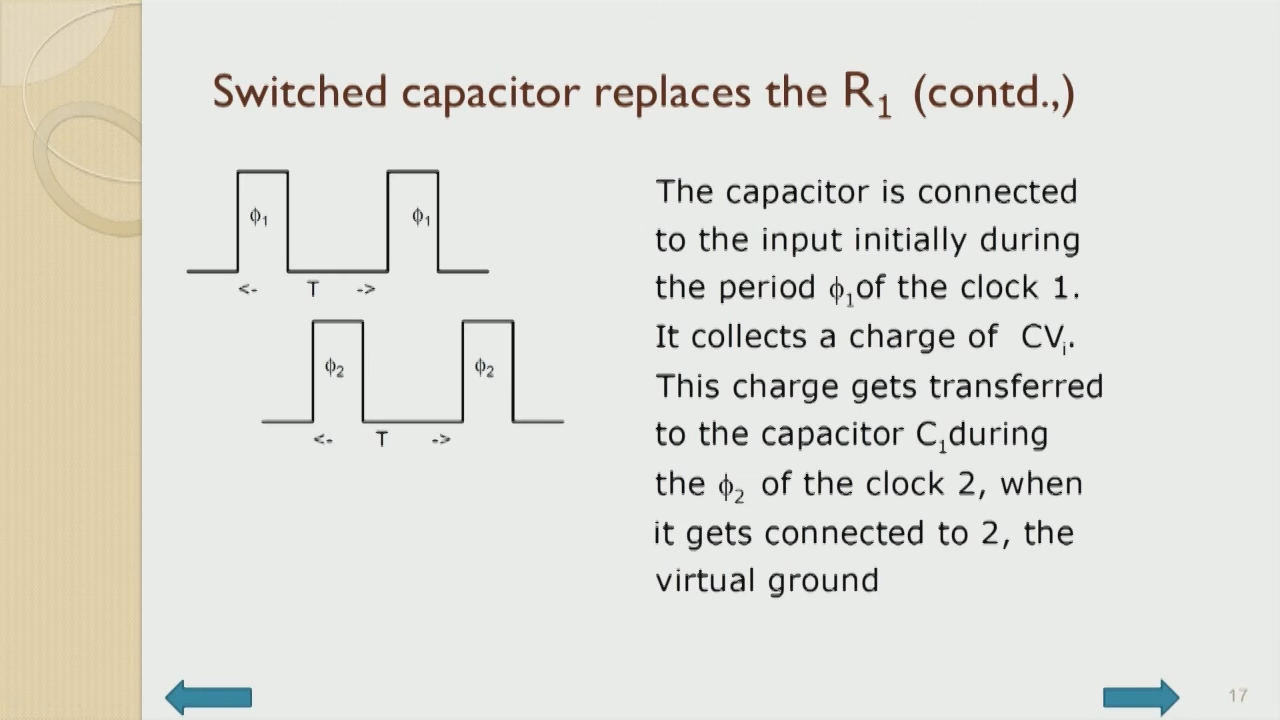 Switched capacitor replaces the R₁ (contd.,)
ϕ₁ ϕ₁
<- T ->
ϕ₂ ϕ₂
<- T ->
The capacitor is connected
to the input initially during
the period ϕ₁of the clock 1.
It collects a charge of CVᵢ.
This charge gets transferred
to the capacitor C₁during
the ϕ₂ of the clock 2, when
it gets connected to 2, the
virtual ground
17